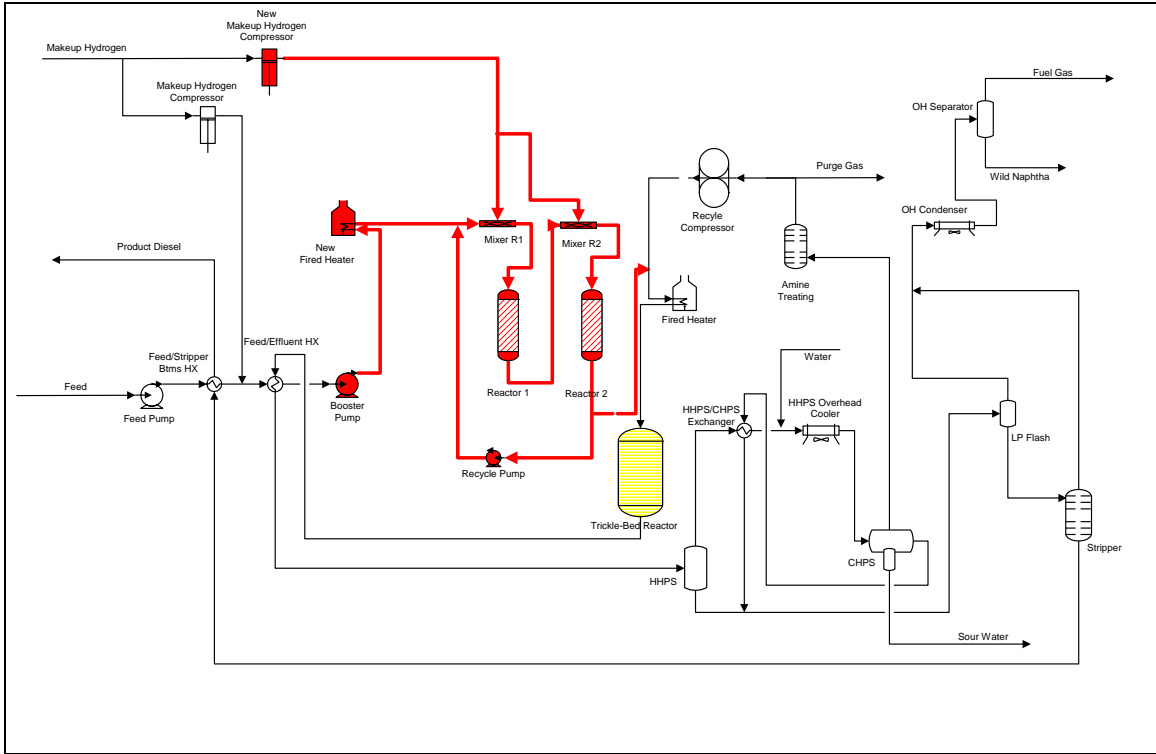 New
Makeup Hydrogen
Compressor
Makeup Hydrogen
Makeup Hydrogen
Compressor
Fuel Gas
OH Separator
Wild Naphtha
Purge Gas
Recyle
Compressor
OH Condenser
Mixer R1
Mixer R2
New
Fired Heater
Product Diesel
Amine
Treating
Fired Heater
Feed/Effluent HX
Feed/Stripper
Btms HX
Water
Feed
Feed Pump
Booster
Pump
Reactor 1
Reactor 2
HHPS/CHPS
Exchanger
HHPS Overhead
Cooler
LP Flash
Recycle Pump
Trickle-Bed Reactor
HHPS
CHPS
Stripper
Sour Water